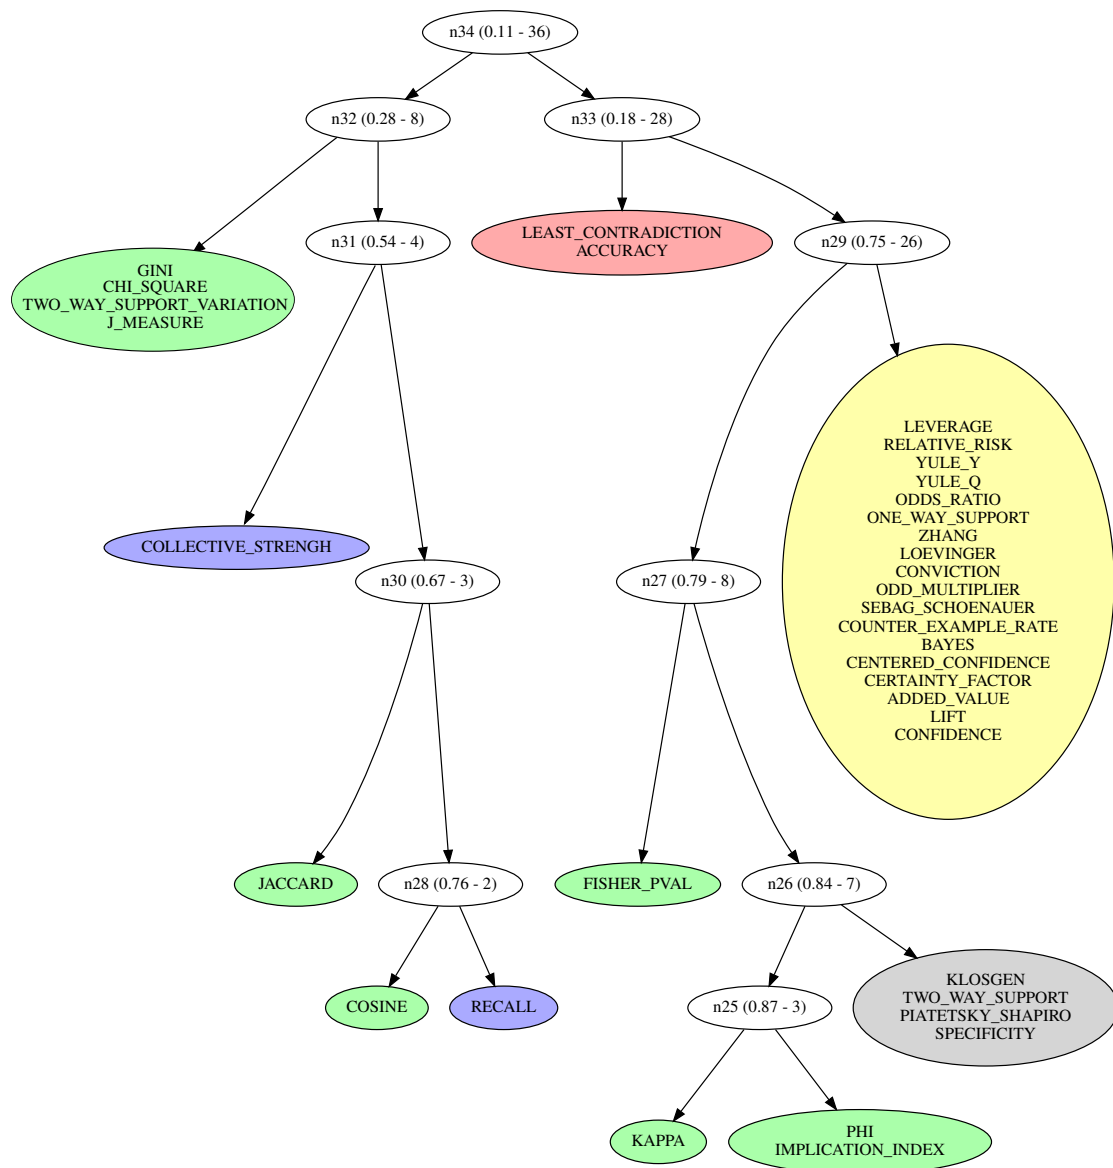 n34 (0.11 - 36)
n32 (0.28 - 8)
n33 (0.18 - 28)
n31 (0.54 - 4)
LEAST_CONTRADICTION
ACCURACY
n29 (0.75 - 26)
GINI
CHI_SQUARE
TWO_WAY_SUPPORT_VARIATION
J_MEASURE
LEVERAGE
RELATIVE_RISK
YULE_Y
YULE_Q
ODDS_RATIO
ONE_WAY_SUPPORT
ZHANG
LOEVINGER
CONVICTION
ODD_MULTIPLIER
SEBAG_SCHOENAUER
COUNTER_EXAMPLE_RATE
BAYES
CENTERED_CONFIDENCE
CERTAINTY_FACTOR
ADDED_VALUE
LIFT
CONFIDENCE
COLLECTIVE_STRENGH
n30 (0.67 - 3)
n27 (0.79 - 8)
JACCARD
n28 (0.76 - 2)
FISHER_PVAL
n26 (0.84 - 7)
COSINE
RECALL
n25 (0.87 - 3)
KLOSGEN
TWO_WAY_SUPPORT
PIATETSKY_SHAPIRO
SPECIFICITY
KAPPA
PHI
IMPLICATION_INDEX